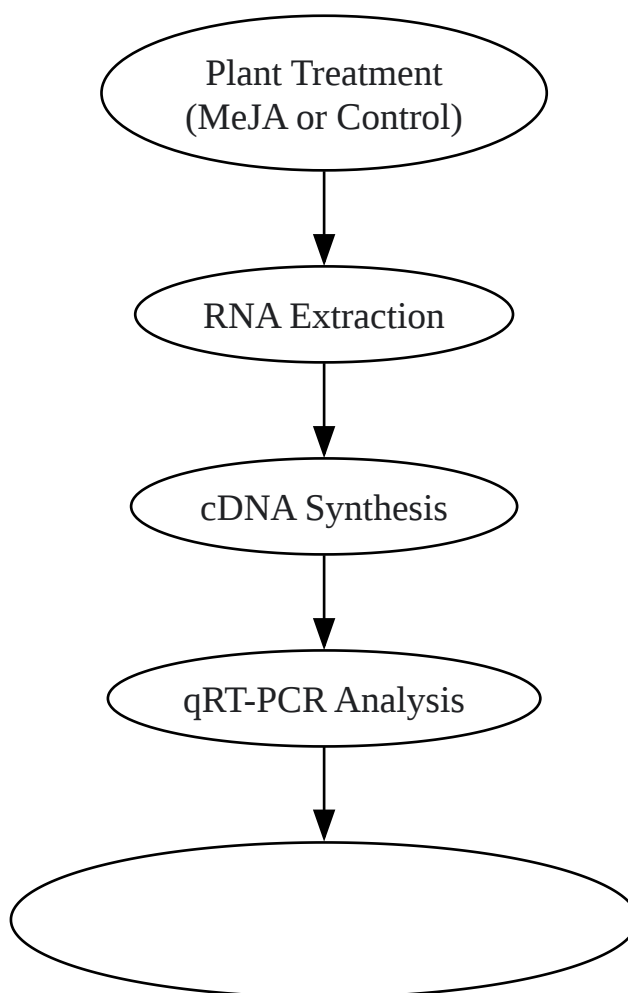 Plant Treatment
(MeJA or Control)
RNA Extraction
cDNA Synthesis
qRT-PCR Analysis